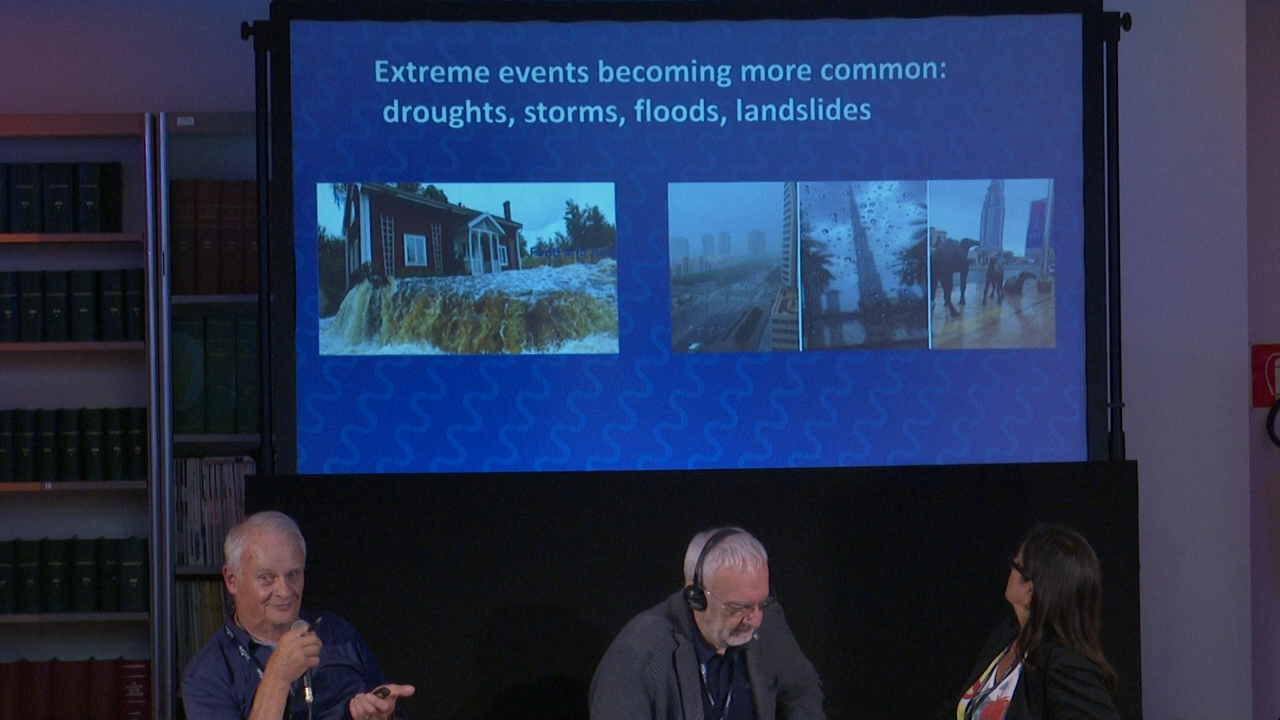 Extreme events becoming more common:
droughts, storms, floods, landslides